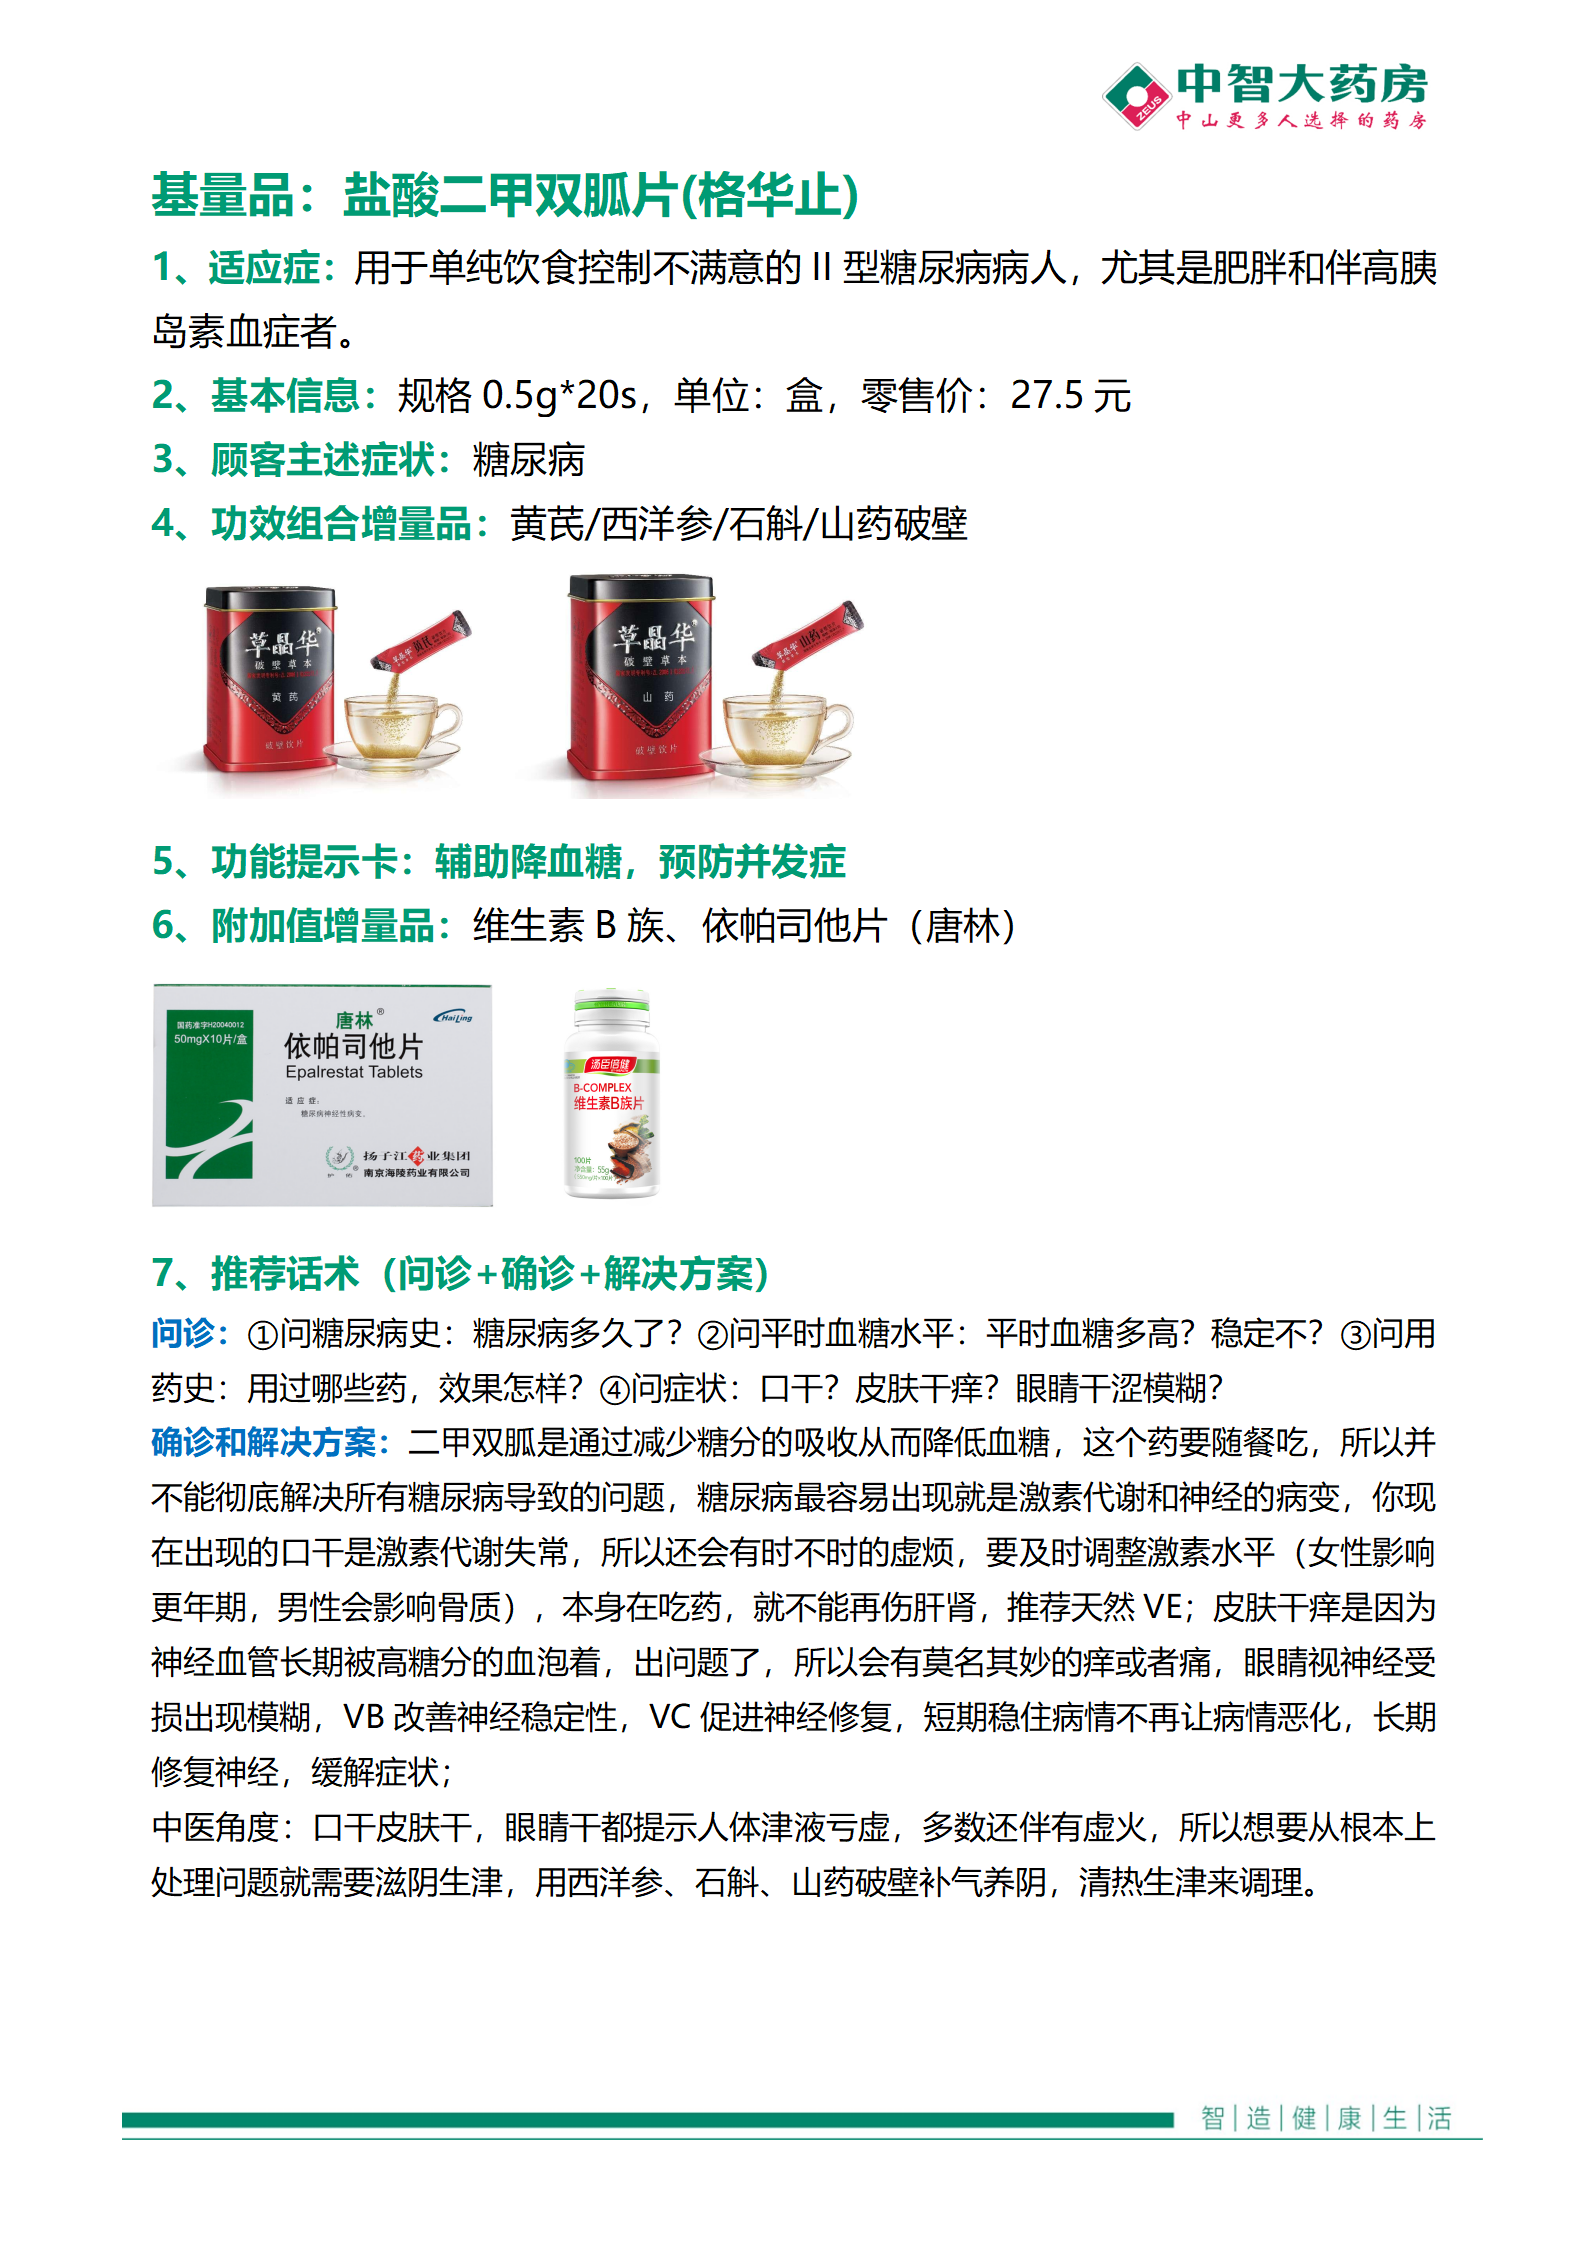 中智大药房
ZEUS
中山更多人选择的药房
基量品：盐酸二甲双胍片(格华止)
1、适应症：用于单纯饮食控制不满意的 II 型糖尿病病人，尤其是肥胖和伴高胰
岛素血症者。
2、基本信息：规格 0.5g*20s，单位：盒，零售价：27.5 元
3、顾客主述症状：糖尿病
4、功效组合增量品：黄芪/西洋参/石斛/山药破壁
草晶华®
破壁草本
黄芪
破壁饮片
草晶华 黄芪
草晶华®
破壁草本
山药
破壁饮片
草晶华 山药
5、功能提示卡：辅助降血糖，预防并发症
6、附加值增量品：维生素 B 族、依帕司他片（唐林）
国药准字H20040012
50mgX10片/盒
唐林®
HaiLing
依帕司他片
Epalrestat Tablets
适应症：
糖尿病神经性病变。
扬子江药业集团
南京海陵药业有限公司
汤臣倍健
B-COMPLEX
维生素B族片
100片
净含量：55g
7、推荐话术（问诊+确诊+解决方案）
问诊：①问糖尿病史：糖尿病多久了？②问平时血糖水平：平时血糖多高？稳定不？③问用
药史：用过哪些药，效果怎样？④问症状：口干？皮肤干痒？眼睛干涩模糊？
确诊和解决方案：二甲双胍是通过减少糖分的吸收从而降低血糖，这个药要随餐吃，所以并
不能彻底解决所有糖尿病导致的问题，糖尿病最容易出现就是激素代谢和神经的病变，你现
在出现的口干是激素代谢失常，所以还会有时不时的虚烦，要及时调整激素水平（女性影响
更年期，男性会影响骨质），本身在吃药，就不能再伤肝肾，推荐天然 VE；皮肤干痒是因为
神经血管长期被高糖分的血泡着，出问题了，所以会有莫名其妙的痒或者痛，眼睛视神经受
损出现模糊，VB 改善神经稳定性，VC 促进神经修复，短期稳住病情不再让病情恶化，长期
修复神经，缓解症状；
中医角度：口干皮肤干，眼睛干都提示人体津液亏虚，多数还伴有虚火，所以想要从根本上
处理问题就需要滋阴生津，用西洋参、石斛、山药破壁补气养阴，清热生津来调理。
智|造|健|康|生|活